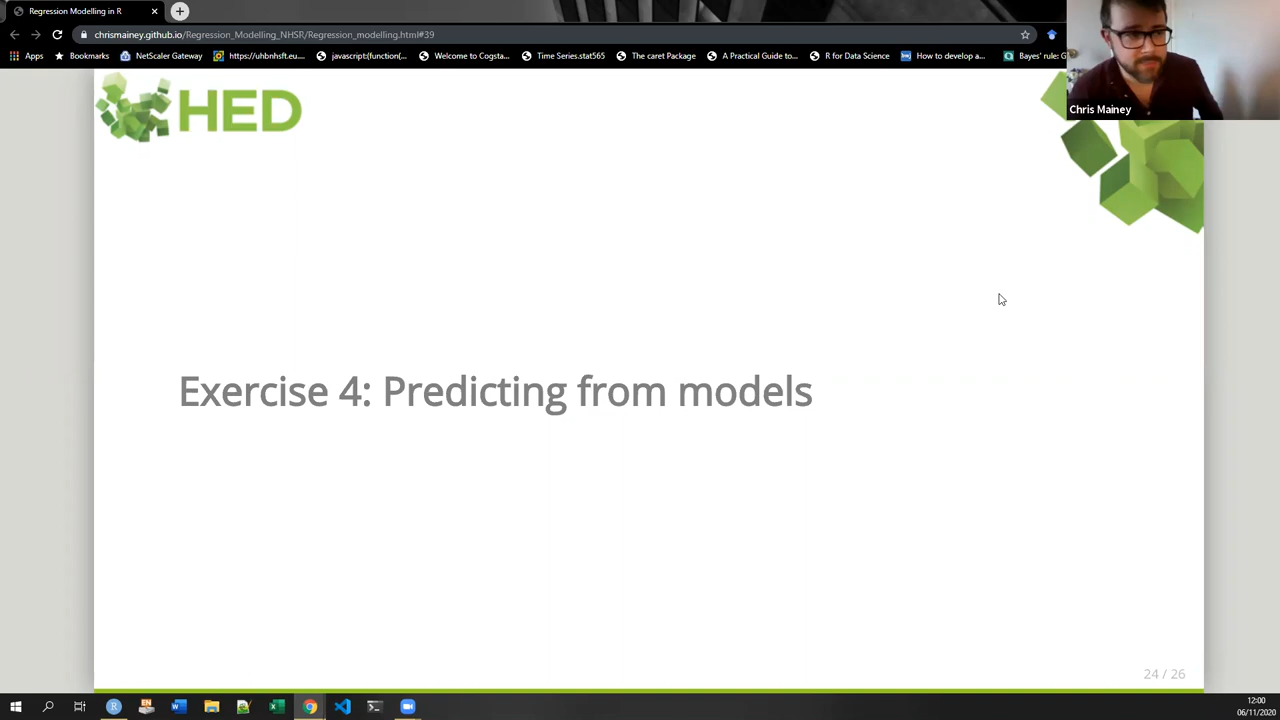 Regression Modelling in R
chrismainey.github.io/Regression_Modelling_NHSR/Regression_modelling.html#39
Apps Bookmarks NetScaler Gateway https://uhbnhsft.eu.... javascript:(function(... Welcome to Cogsta... Time Series.stat565 The caret Package A Practical Guide to... R for Data Science How to develop a... Bayes' rule: G
Chris Mainey
HED
Exercise 4: Predicting from models
24 / 26
EN
12:00
06/11/2020